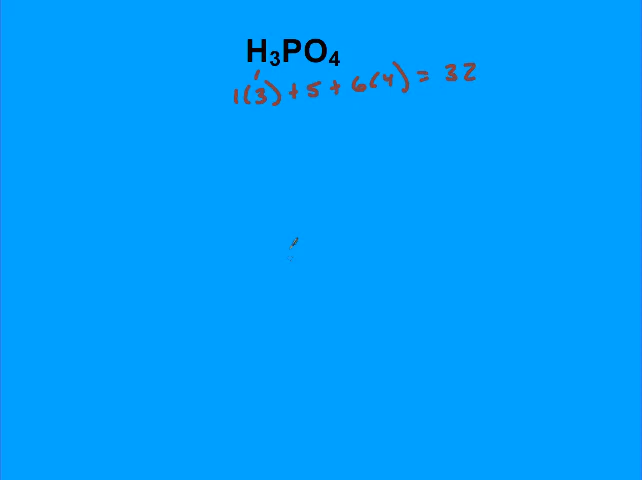 H₃PO₄
1(3) + 5 + 6(4) = 32